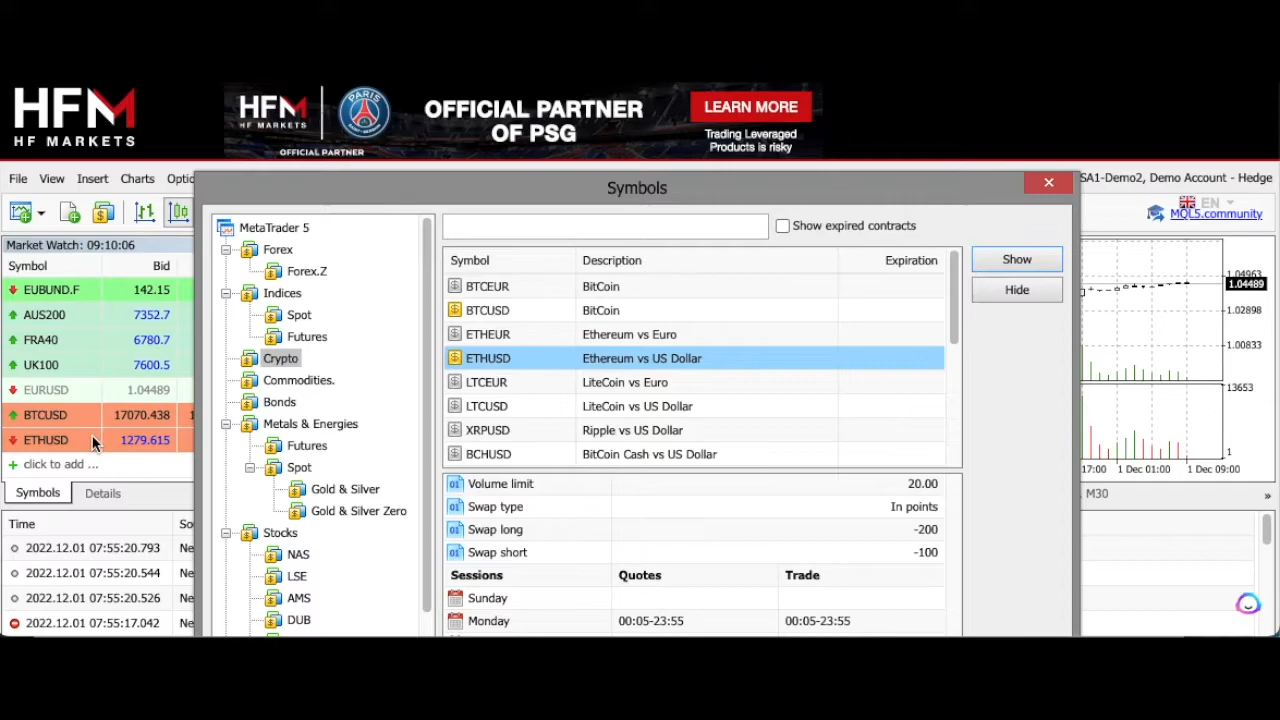 HFM
HF MARKETS
HFM
HF MARKETS
OFFICIAL PARTNER
PARIS
OFFICIAL PARTNER
OF PSG
LEARN MORE
Trading Leveraged
Products is risky
File View Insert Charts Optio
Symbols
SA1-Demo2, Demo Account - Hedge
EN
MQL5.community
Market Watch: 09:10:06
Symbol Bid
EUBUND.F 142.15
AUS200 7352.7
FRA40 6780.7
UK100 7600.5
EURUSD 1.04489
BTCUSD 17070.438 1
ETHUSD 1279.615
click to add ...
Symbols Details
Time So
2022.12.01 07:55:20.793 Ne
2022.12.01 07:55:20.544 Ne
2022.12.01 07:55:20.526 Ne
2022.12.01 07:55:17.042 Ne
MetaTrader 5
Forex
Forex.Z
Indices
Spot
Futures
Crypto
Commodities.
Bonds
Metals & Energies
Futures
Spot
Gold & Silver
Gold & Silver Zero
Stocks
NAS
LSE
AMS
DUB
Show expired contracts
Symbol Description Expiration
BTCEUR BitCoin
BTCUSD BitCoin
ETHEUR Ethereum vs Euro
ETHUSD Ethereum vs US Dollar
LTCEUR LiteCoin vs Euro
LTCUSD LiteCoin vs US Dollar
XRPUSD Ripple vs US Dollar
BCHUSD BitCoin Cash vs US Dollar
Show
Hide
Volume limit 20.00
Swap type In points
Swap long -200
Swap short -100
Sessions Quotes Trade
Sunday
Monday 00:05-23:55 00:05-23:55
1.04963
1.04489
1.02898
1.00833
13653
1
17:00 1 Dec 01:00 1 Dec 09:00
M30
»